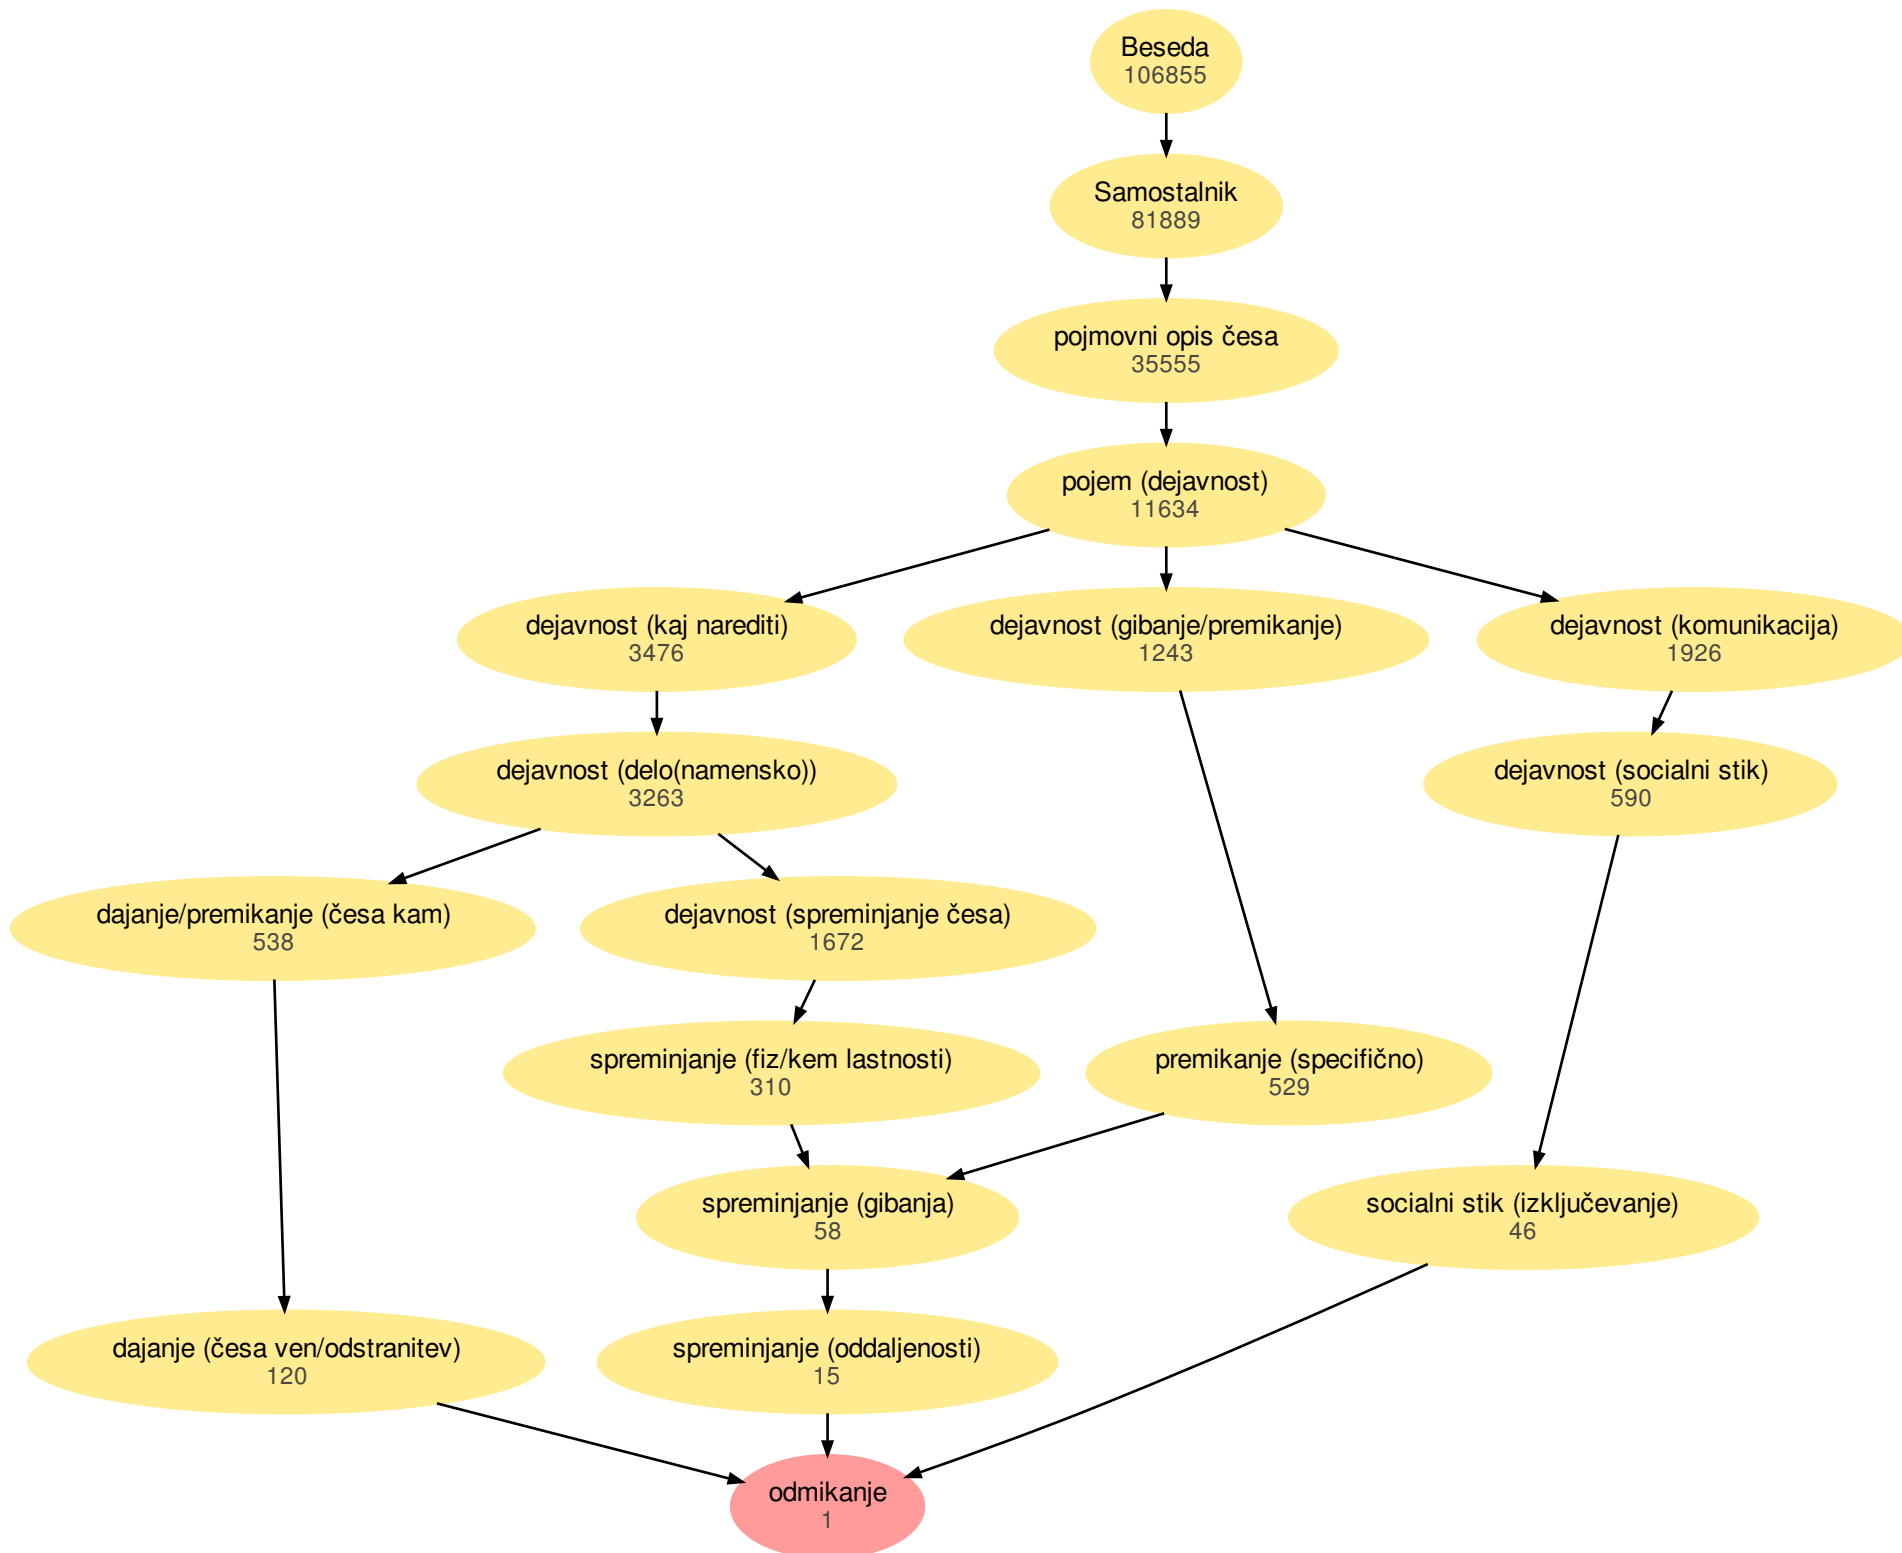 Beseda
106855
Samostalnik
81889
pojmovni opis česa
35555
pojem (dejavnost)
11634
dejavnost (kaj narediti)
3476
dejavnost (gibanje/premikanje)
1243
dejavnost (komunikacija)
1926
dejavnost (delo(namensko))
3263
dejavnost (socialni stik)
590
dajanje/premikanje (česa kam)
538
dejavnost (spreminjanje česa)
1672
spreminjanje (fiz/kem lastnosti)
310
premikanje (specifično)
529
spreminjanje (gibanja)
58
socialni stik (izključevanje)
46
dajanje (česa ven/odstranitev)
120
spreminjanje (oddaljenosti)
15
odmikanje
1